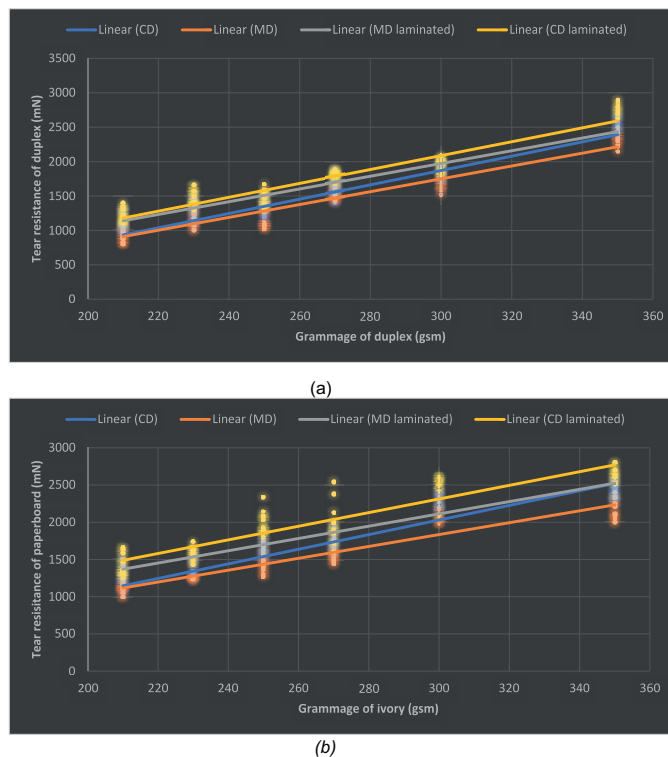 Linear (CD) Linear (MD) Linear (MD laminated) Linear (CD laminated)
Tear resistance of duplex (mN)
3500
3000
2500
2000
1500
1000
500
0
200 220 240 260 280 300 320 340 360
Grammage of duplex (gsm)
(a)
Linear (CD) Linear (MD) Linear (MD laminated) Linear (CD laminated)
Tear resisitance of paperboard (mN)
3000
2500
2000
1500
1000
500
0
200 220 240 260 280 300 320 340 360
Grammage of ivory (gsm)
(b)